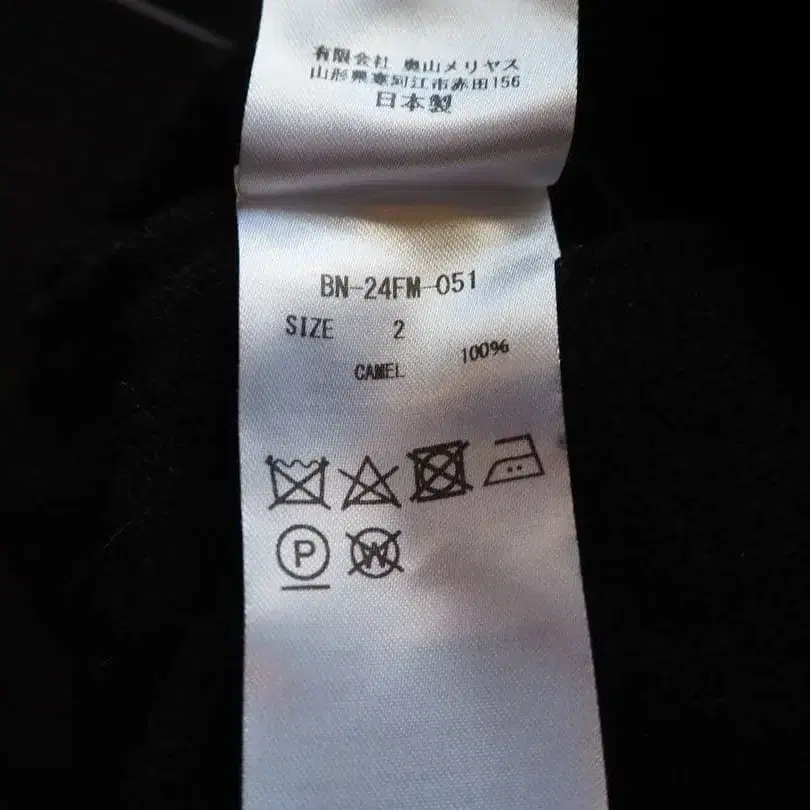 有限会社 奥山メリヤス
山形県寒河江市赤田156
日本製
BN-24FM-051
SIZE 2
CAMEL 100%
P W